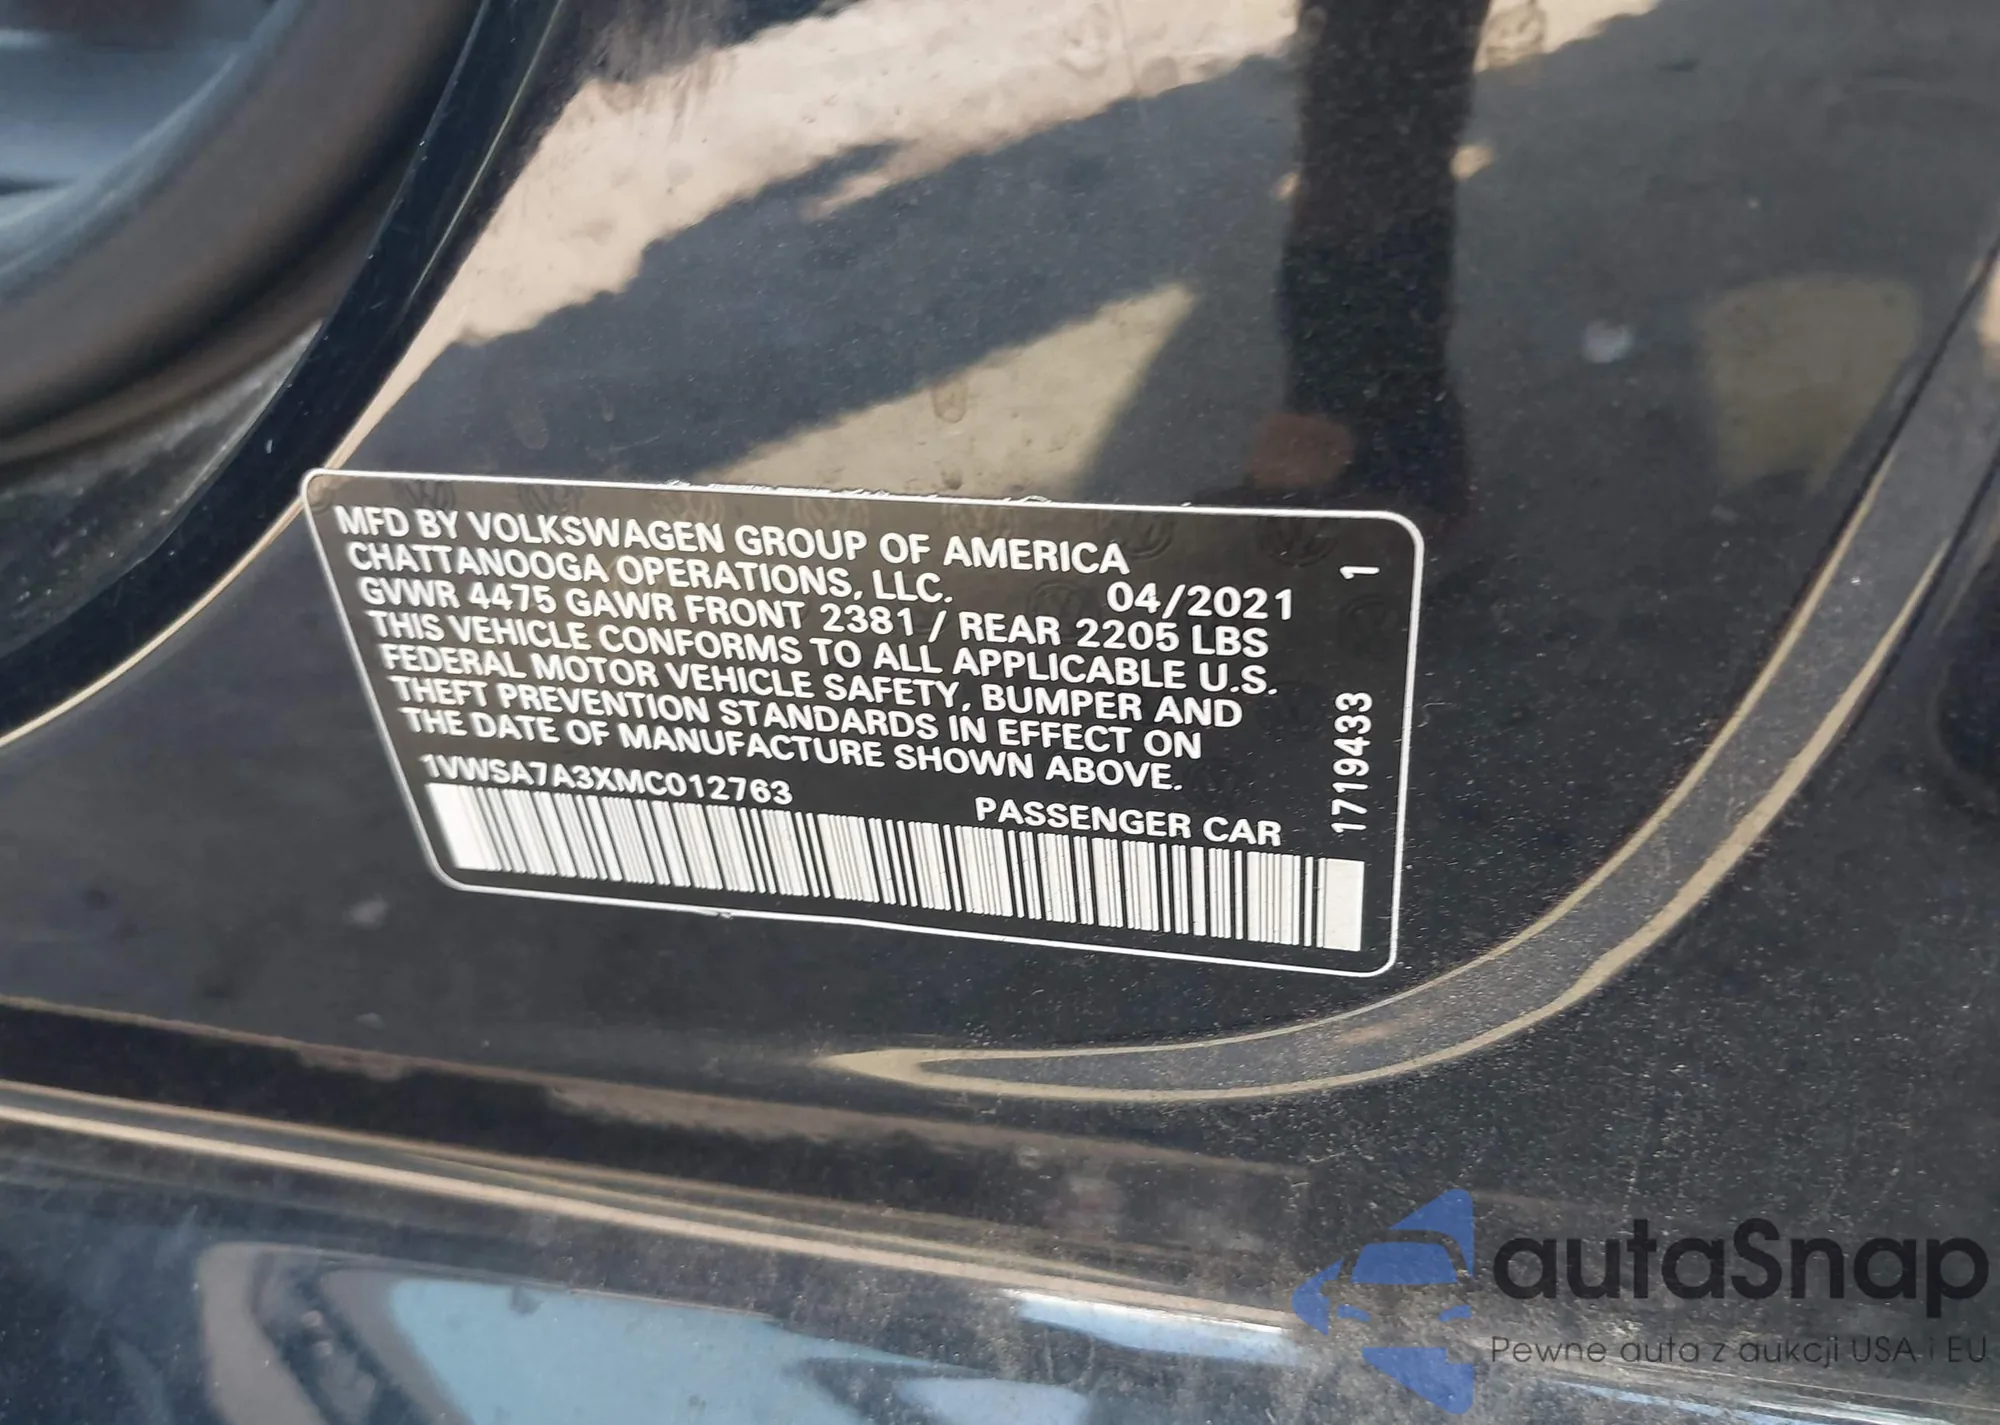 MFD BY VOLKSWAGEN GROUP OF AMERICA
CHATTANOOGA OPERATIONS, LLC. 04/2021
GVWR 4475 GAWR FRONT 2381 / REAR 2205 LBS
THIS VEHICLE CONFORMS TO ALL APPLICABLE U.S.
FEDERAL MOTOR VEHICLE SAFETY, BUMPER AND
THEFT PREVENTION STANDARDS IN EFFECT ON
THE DATE OF MANUFACTURE SHOWN ABOVE.
1VWSA7A3XMC012763
PASSENGER CAR
1719433 1
autaSnap
Pewne auta z aukcji USA i EU